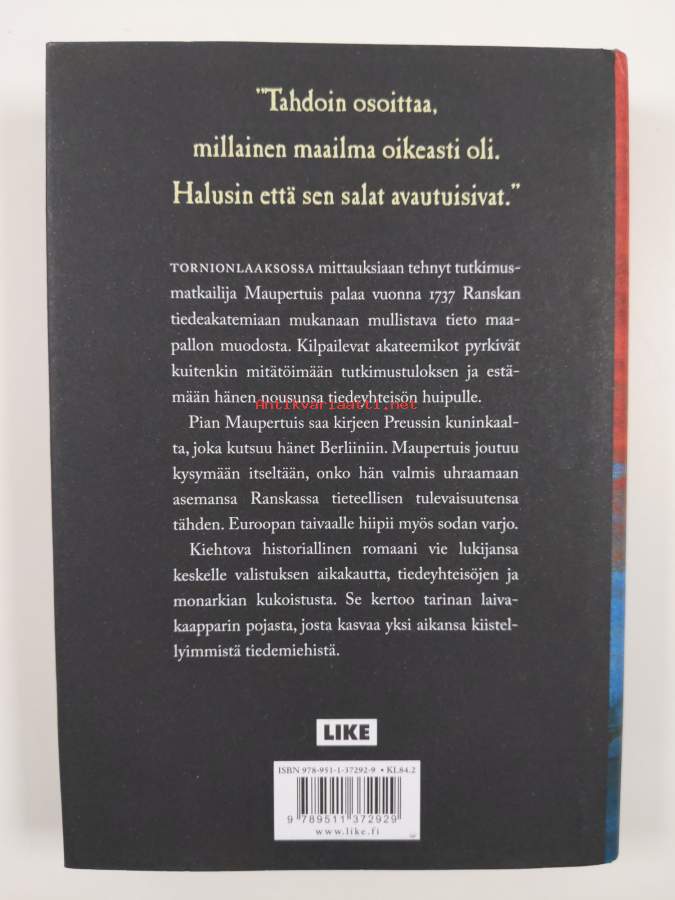 "Tahdoin osoittaa,
millainen maailma oikeasti oli.
Halusin että sen salat avautuisivat."
TORNIONLAAKSOSSA mittauksiaan tehnyt tutkimus-
matkailija Maupertuis palaa vuonna 1737 Ranskan
tiedeakatemiaan mukanaan mullistava tieto maa-
pallon muodosta. Kilpailevat akateemikot pyrkivät
kuitenkin mitätöimään tutkimustuloksen ja estä-
mään hänen nousunsa tiedeyhteisön huipulle.
Antikvariaatti.net
Pian Maupertuis saa kirjeen Preussin kuninkaal-
ta, joka kutsuu hänet Berliiniin. Maupertuis joutuu
kysymään itseltään, onko hän valmis uhraamaan
asemansa Ranskassa tieteellisen tulevaisuutensa
tähden. Euroopan taivaalle hiipii myös sodan varjo.
Kiehtova historiallinen romaani vie lukijansa
keskelle valistuksen aikakautta, tiedeyhteisöjen ja
monarkian kukoistusta. Se kertoo tarinan laiva-
kaapparin pojasta, josta kasvaa yksi aikansa kiistel-
lyimmistä tiedemiehistä.
LIKE
ISBN 978-951-1-37292-9 • KL 84.2
9 789511 372929
www.like.fi